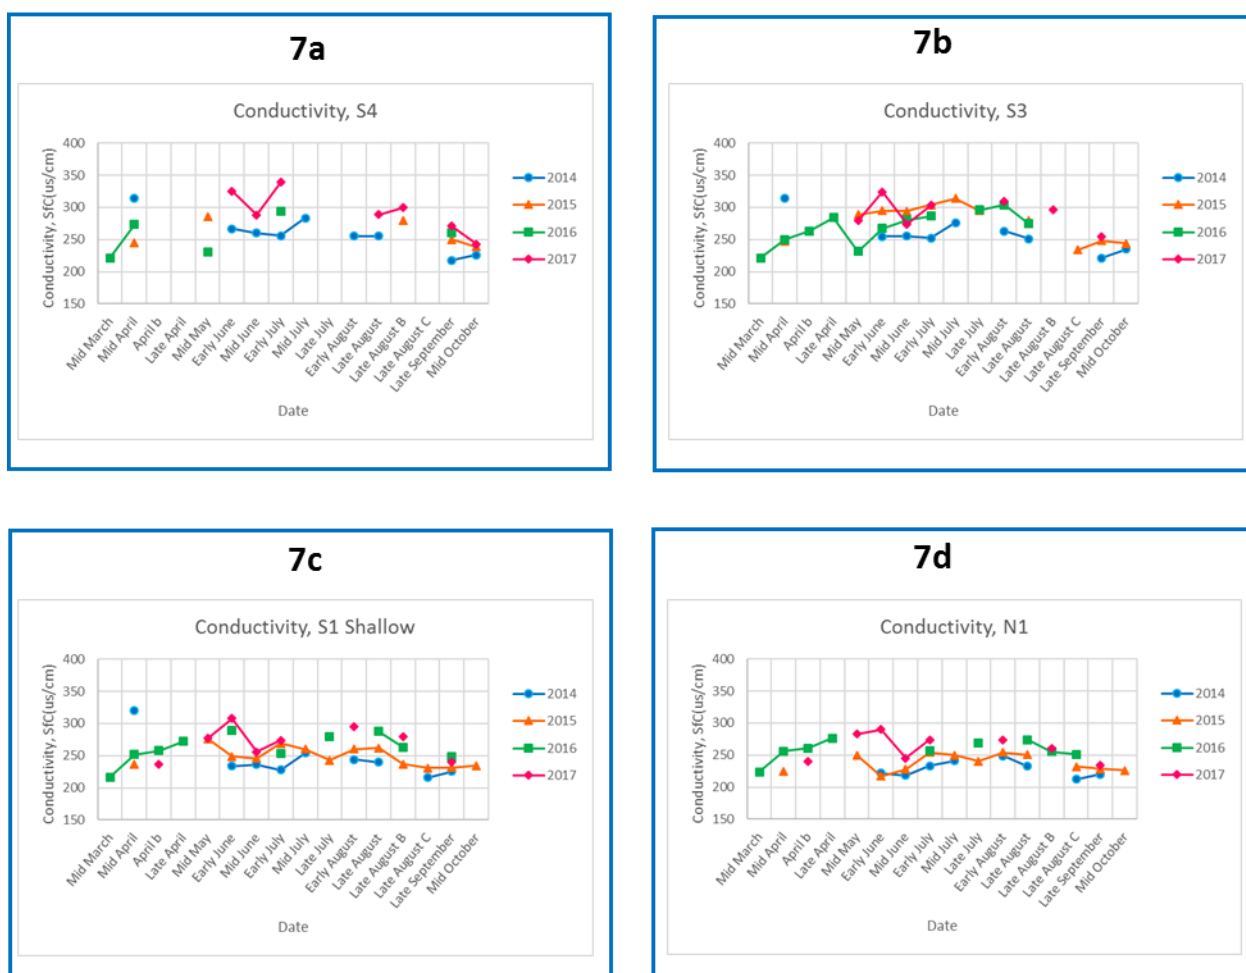 7a
Conductivity, S4
Conductivity, SfC(us/cm)
400
350
300
250
200
150
Mid March
Mid April
April b
Late April
Mid May
Early June
Mid June
Early July
Mid July
Late July
Early August
Late August
Late August B
Late August C
Late September
Mid October
Date
2014
2015
2016
2017
7b
Conductivity, S3
Conductivity, SfC(us/cm)
400
350
300
250
200
150
Mid March
Mid April
April b
Late April
Mid May
Early June
Mid June
Early July
Mid July
Late July
Early August
Late August
Late August B
Late August C
Late September
Mid October
Date
2014
2015
2016
2017
7c
Conductivity, S1 Shallow
Conductivity, SfC(us/cm)
400
350
300
250
200
150
Mid March
Mid April
April b
Late April
Mid May
Early June
Mid June
Early July
Mid July
Late July
Early August
Late August
Late August B
Late August C
Late September
Mid October
Date
2014
2015
2016
2017
7d
Conductivity, N1
Conductivity, SfC(us/cm)
400
350
300
250
200
150
Mid March
Mid April
April b
Late April
Mid May
Early June
Mid June
Early July
Mid July
Late July
Early August
Late August
Late August B
Late August C
Late September
Mid October
Date
2014
2015
2016
2017